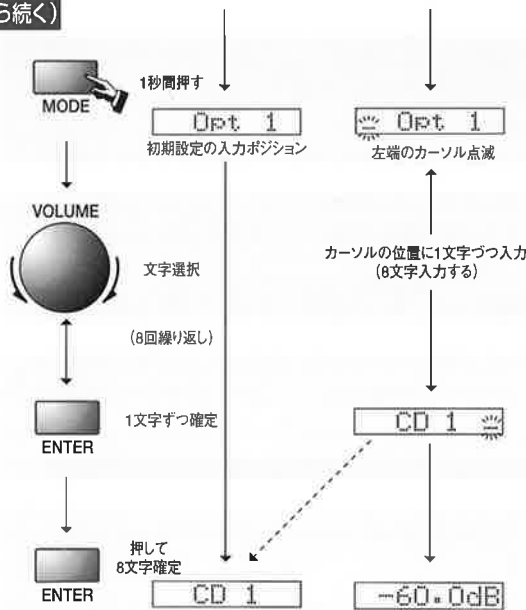 ら続く)
MODE
1秒間押す
Opt 1
初期設定の入力ポジション
Opt 1
左端のカーソル点滅
VOLUME
文字選択
カーソルの位置に1文字づつ入力
(8文字入力する)
(8回繰り返し)
ENTER
1文字ずつ確定
CD 1
ENTER
押して
8文字確定
CD 1
-60.0dB